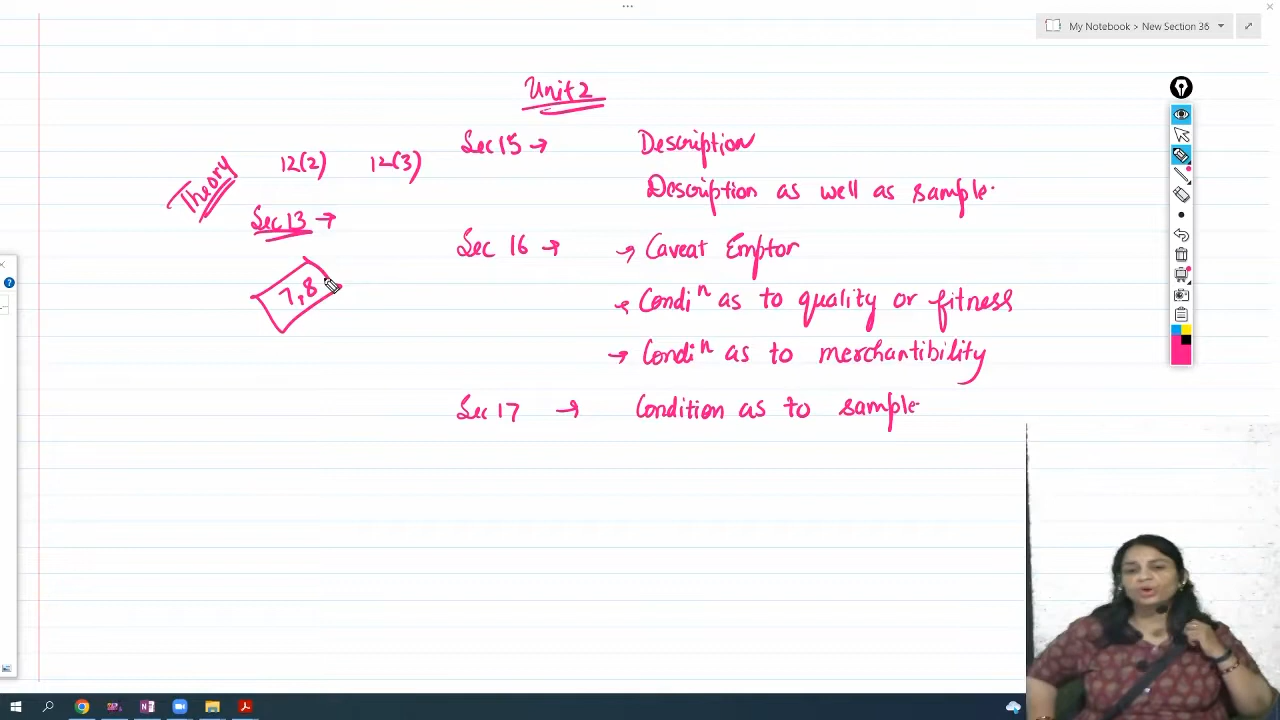 My Notebook > New Section 36
Unit 2
Theory
12(2) 12(3)
Sec 13 →
7, 8
Sec 15 → Description
Description as well as sample.
Sec 16 → → Caveat Emptor
→ Condiⁿ as to quality or fitness
→ Condiⁿ as to merchantibility
Sec 17 → Condition as to sample.